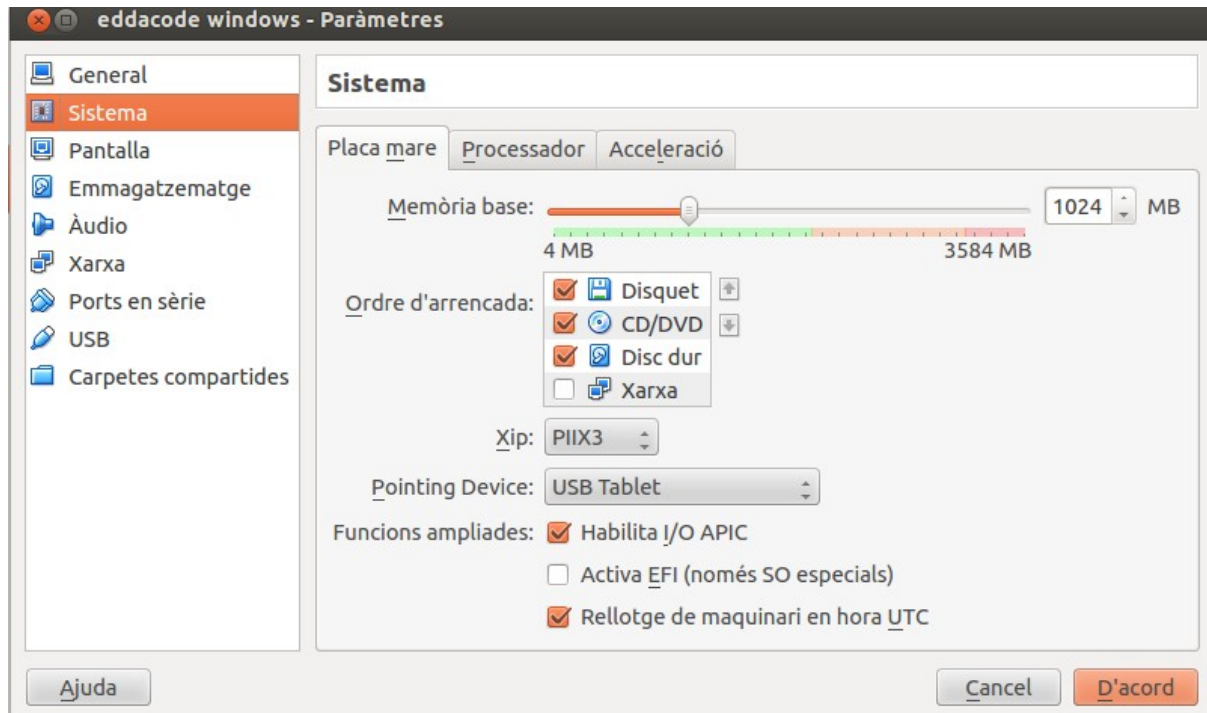 eddacode windows - Paràmetres
General
Sistema
Pantalla
Emmagatzematge
Àudio
Xarxa
Ports en sèrie
USB
Carpetes compartides
Sistema
Placa mare Processador Acceleració
Memòria base: 1024 MB
4 MB 3584 MB
Ordre d'arrencada: Disquet
CD/DVD
Disc dur
Xarxa
Xip: PIIX3
Pointing Device: USB Tablet
Funcions ampliades: Habilita I/O APIC
Activa EFI (només SO especials)
Rellotge de maquinari en hora UTC
Ajuda Cancel D'acord